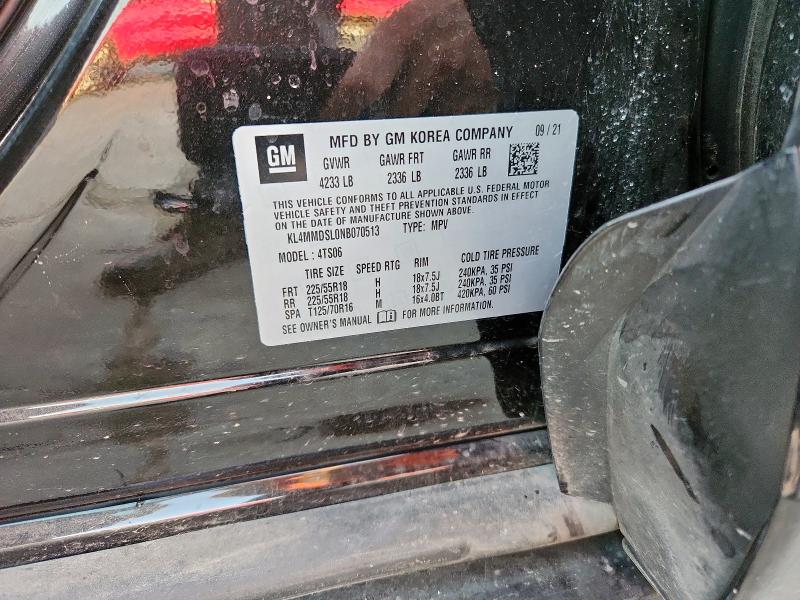 GM
MFD BY GM KOREA COMPANY 09/21
GVWR GAWR FRT GAWR RR
4233 LB 2336 LB 2336 LB
THIS VEHICLE CONFORMS TO ALL APPLICABLE U.S. FEDERAL MOTOR
VEHICLE SAFETY AND THEFT PREVENTION STANDARDS IN EFFECT
ON THE DATE OF MANUFACTURE SHOWN ABOVE.
KL4MMDSL0NB070513 TYPE: MPV
MODEL: 4TS06
TIRE SIZE SPEED RTG RIM COLD TIRE PRESSURE
FRT 225/55R18 H 18x7.5J 240KPA, 35 PSI
RR 225/55R18 H 18x7.5J 240KPA, 35 PSI
SPA T125/70R16 M 16x4.0BT 420KPA, 60 PSI
SEE OWNER'S MANUAL FOR MORE INFORMATION.